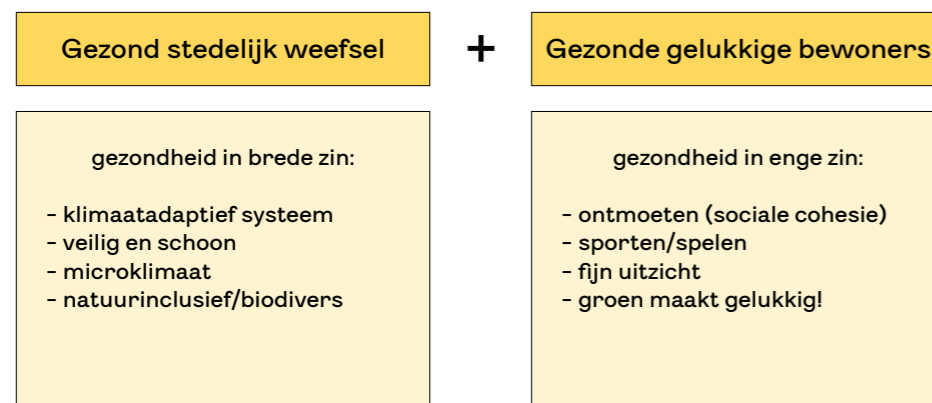 Gezond stedelijk weefsel
+
Gezonde gelukkige bewoners
gezondheid in brede zin:
- klimaatadaptief systeem
- veilig en schoon
- microklimaat
- natuurinclusief/biodivers
gezondheid in enge zin:
- ontmoeten (sociale cohesie)
- sporten/spelen
- fijn uitzicht
- groen maakt gelukkig!